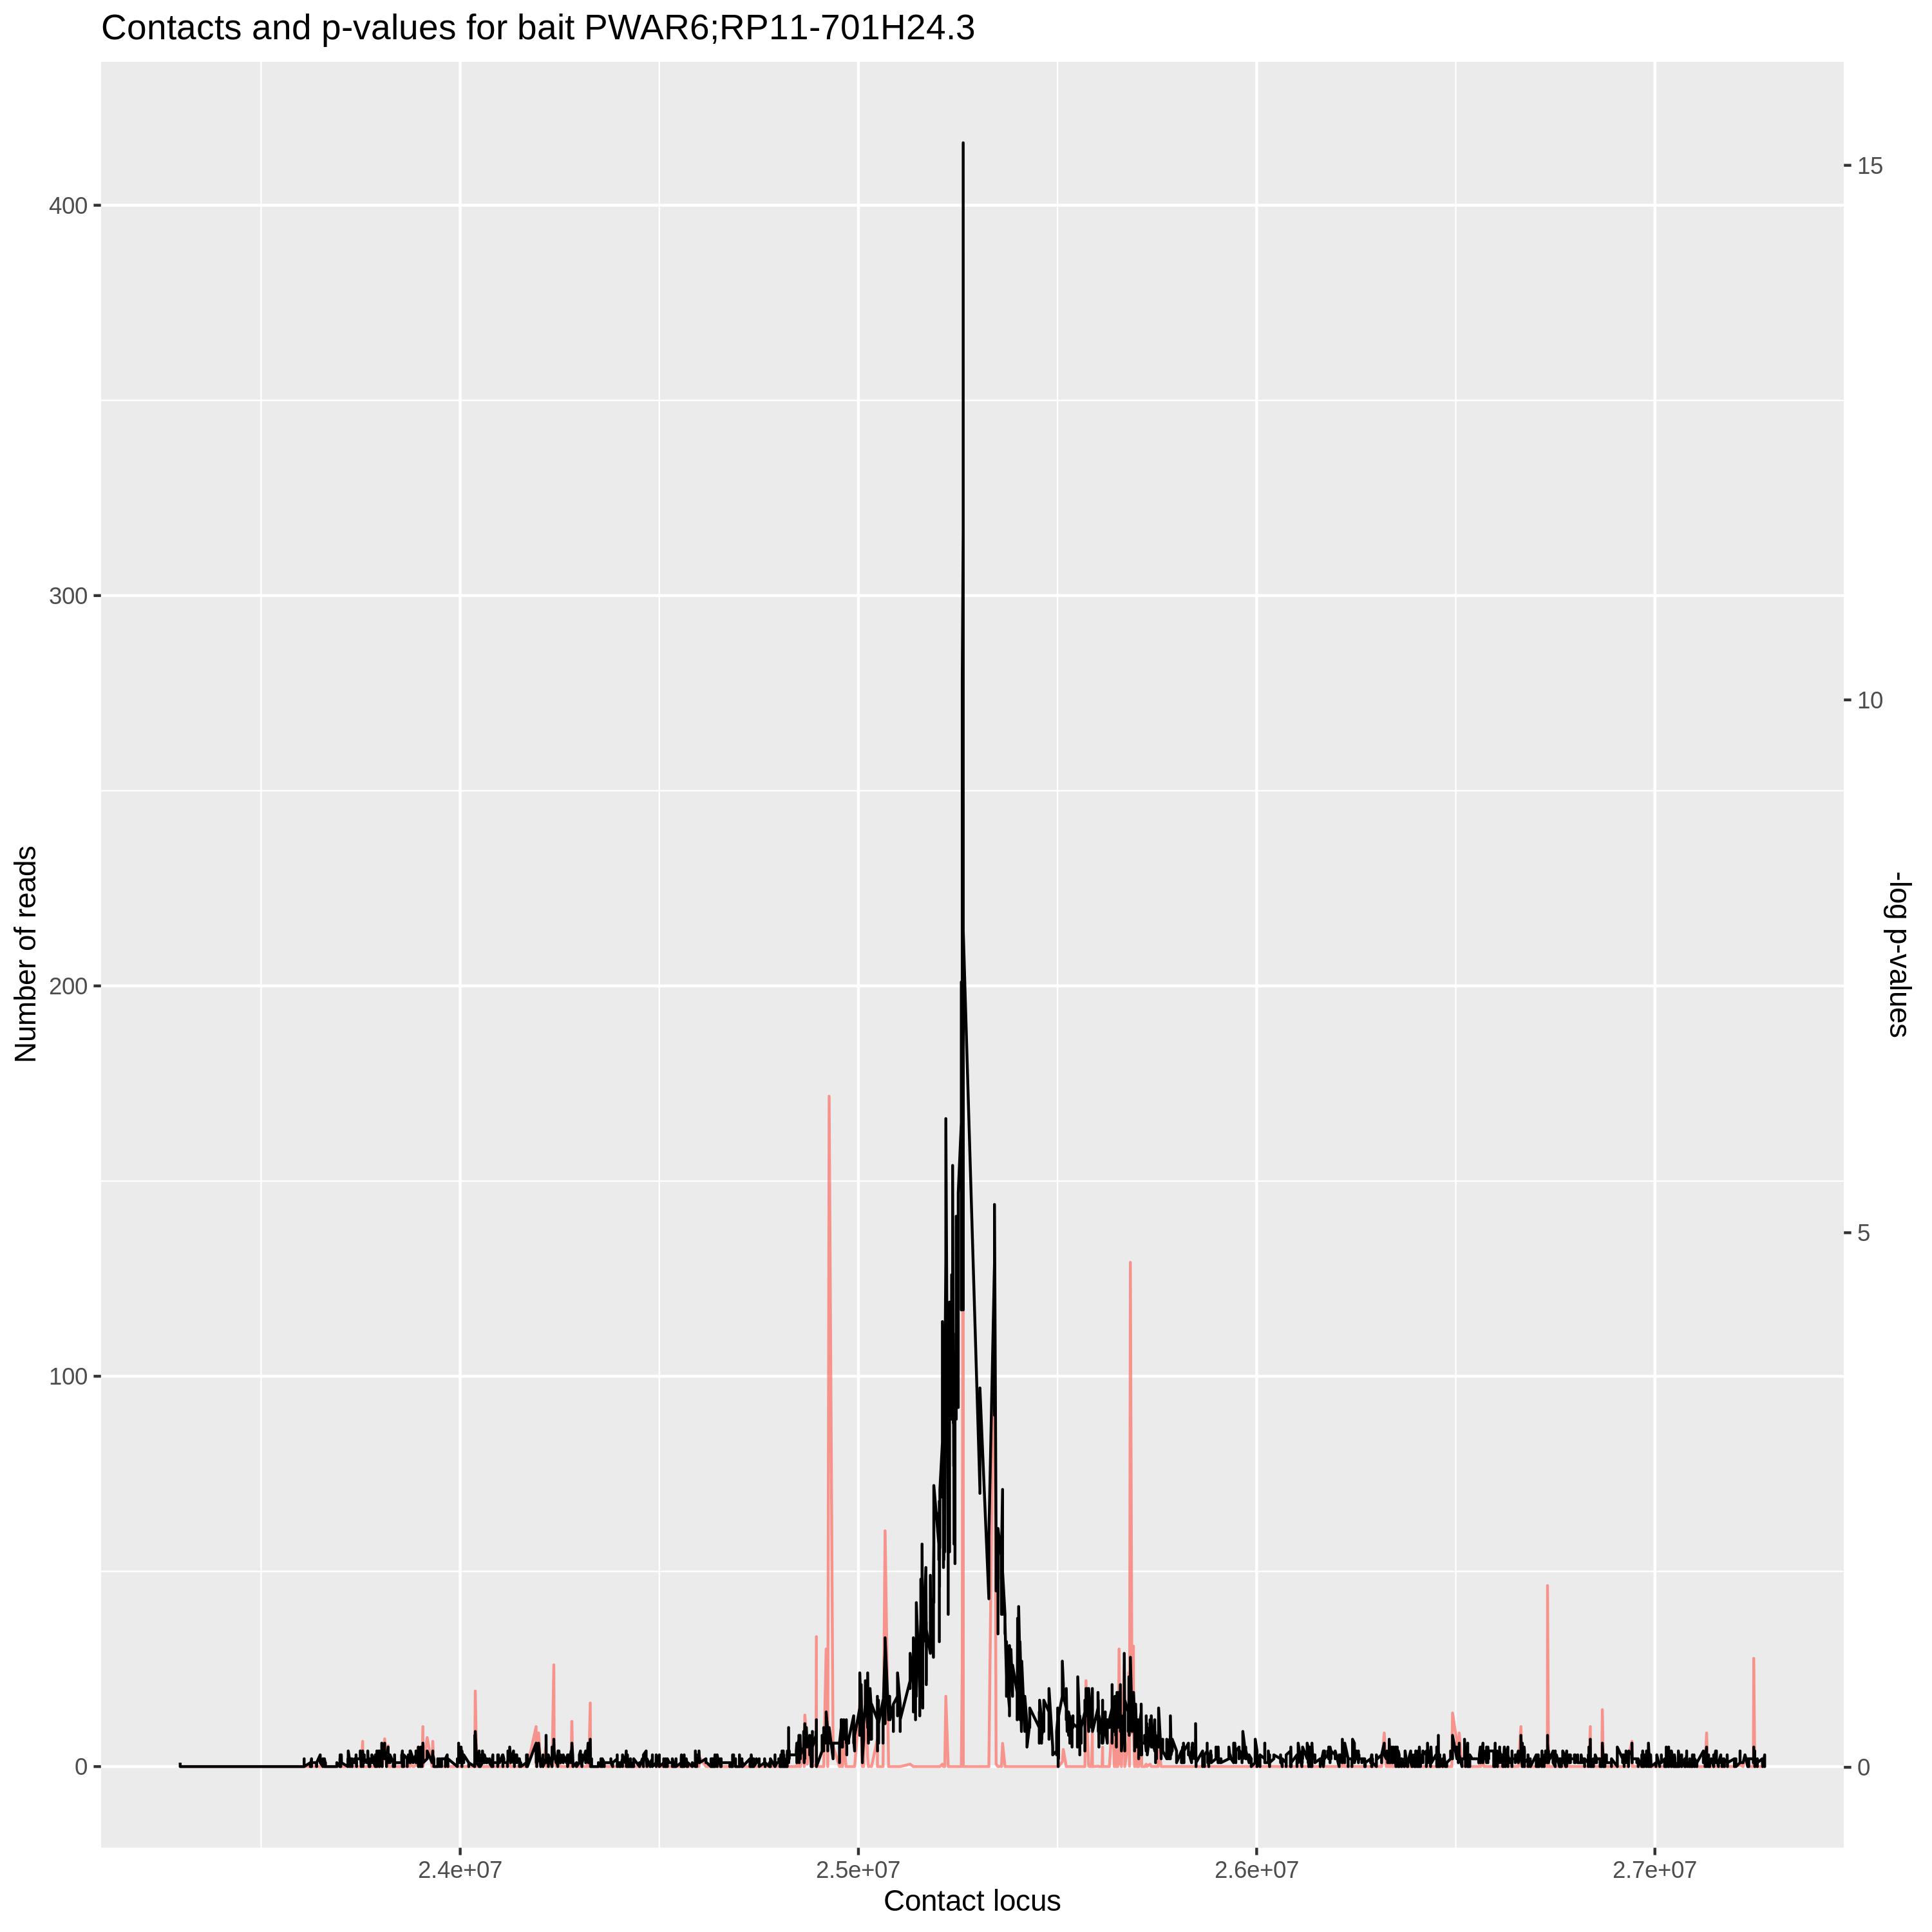 Contacts and p-values for bait PWAR6;RP11-701H24.3
400
300
200
100
0
Number of reads
15
10
5
0
-log p-values
2.4e+07
2.5e+07
2.6e+07
2.7e+07
Contact locus